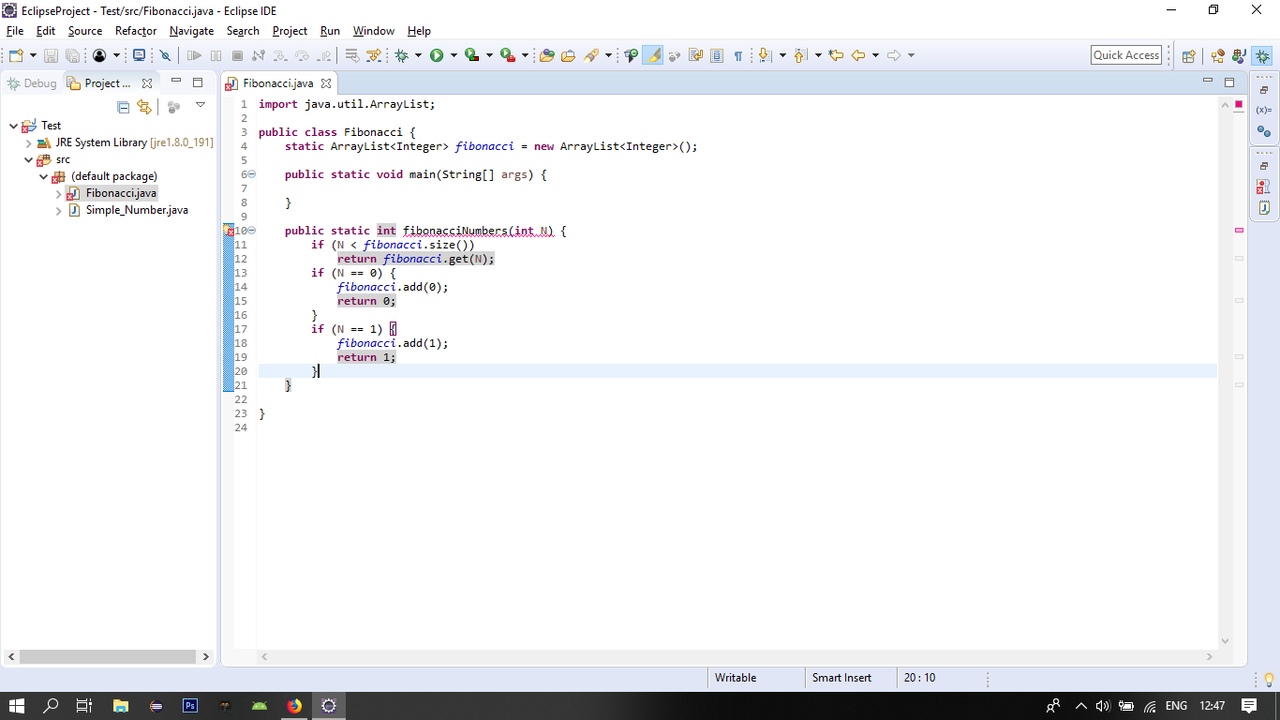 EclipseProject - Test/src/Fibonacci.java - Eclipse IDE
File Edit Source Refactor Navigate Search Project Run Window Help
Quick Access
Debug Project ... Fibonacci.java
Test
JRE System Library [jre1.8.0_191]
src
(default package)
Fibonacci.java
Simple_Number.java
1 import java.util.ArrayList;
2
3 public class Fibonacci {
4 static ArrayList<Integer> fibonacci = new ArrayList<Integer>();
5
6 public static void main(String[] args) {
7
8 }
9
10 public static int fibonacciNumbers(int N) {
11 if (N < fibonacci.size())
12 return fibonacci.get(N);
13 if (N == 0) {
14 fibonacci.add(0);
15 return 0;
16 }
17 if (N == 1) {
18 fibonacci.add(1);
19 return 1;
20 }
21 }
22
23 }
24
Writable Smart Insert 20 : 10
Ps ENG 12:47